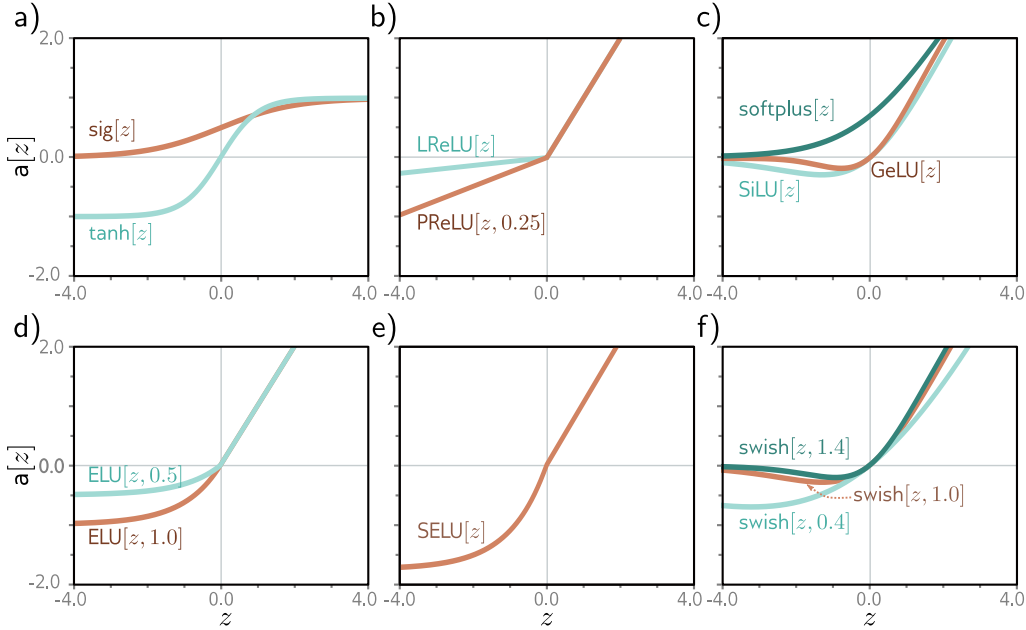 a)
b)
c)
2.0
a[z]
0.0
-2.0
sig[z]
tanh[z]
LReLU[z]
PReLU[z, 0.25]
softplus[z]
GeLU[z]
SiLU[z]
-4.0 0.0 4.0
-4.0 0.0 4.0
-4.0 0.0 4.0
d)
e)
f)
2.0
a[z]
0.0
-2.0
ELU[z, 0.5]
ELU[z, 1.0]
SELU[z]
swish[z, 1.4]
swish[z, 1.0]
swish[z, 0.4]
-4.0 0.0 4.0
-4.0 0.0 4.0
-4.0 0.0 4.0
z
z
z